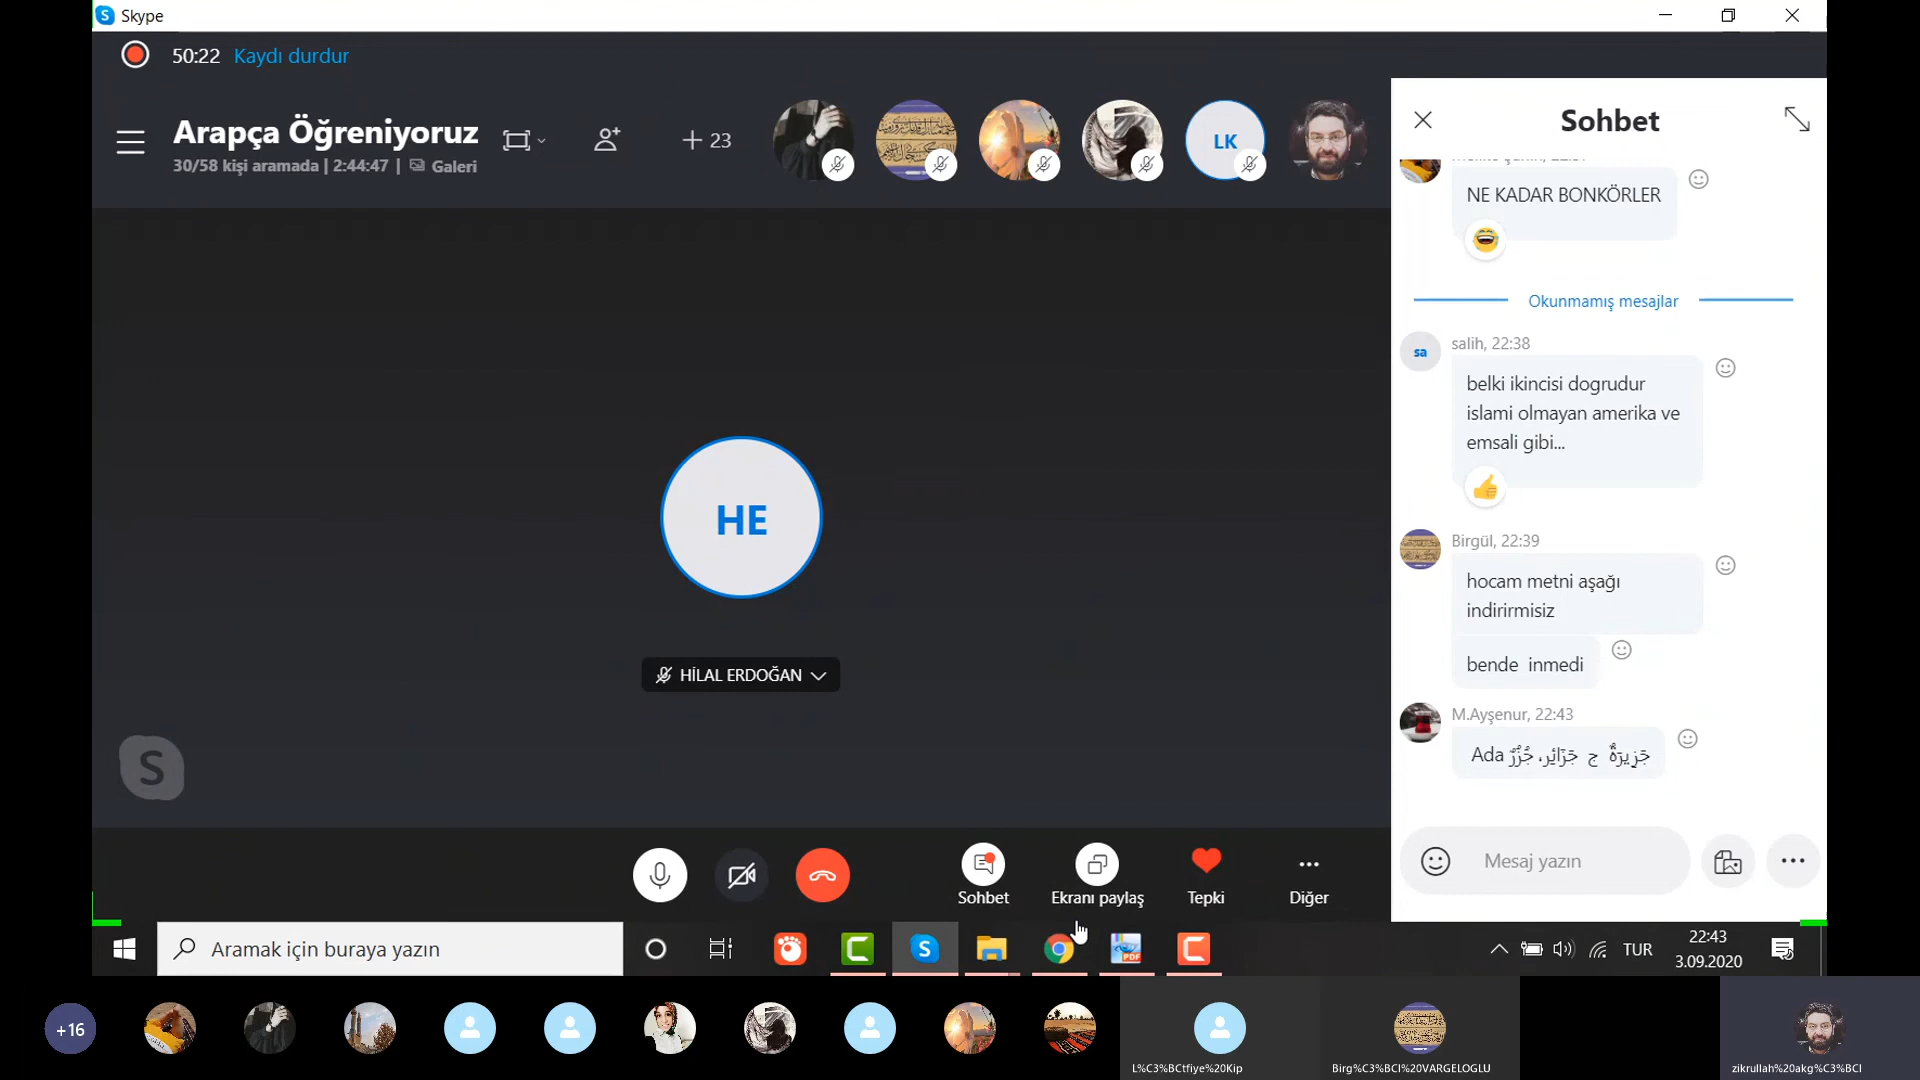 Skype
50:22 Kaydı durdur
Arapça Öğreniyoruz
30/58 kişi aramada | 2:44:47 | Galeri
+ 23
LK
Sohbet
NE KADAR BONKÖRLER
Okunmamış mesajlar
sa
salih, 22:38
belki ikincisi dogrudur
islami olmayan amerika ve
emsali gibi...
Birgül, 22:39
hocam metni aşağı
indirirmisiz
bende inmedi
M.Ayşenur, 22:43
جَزِيرَةٌ ج جَزَائِر، جُزُرٌ Ada
HE
HİLAL ERDOĞAN
S
Sohbet
Ekranı paylaş
Tepki
Diğer
Mesaj yazın
Aramak için buraya yazın
TUR
22:43
3.09.2020
+16
L%C3%BCtfiye%20Kip
Birg%C3%BCl%20VARGELOGLU
zikrullah%20akg%C3%BCl